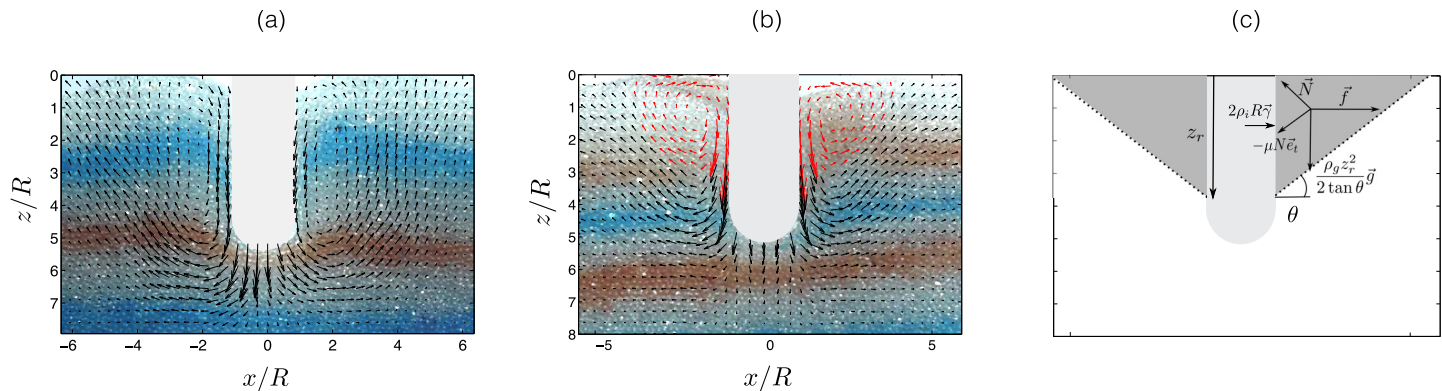 (a)
(b)
(c)
0
1
2
3
4
5
6
7
z/R
−6 −4 −2 0 2 4 6
x/R
0
1
2
3
4
5
6
7
8
z/R
−5 0 5
x/R
z_r
2ρ_i R γ⃗
N⃗
f⃗
−μN e⃗_t
ρ_g z_r^2 / 2 tan θ g⃗
θ